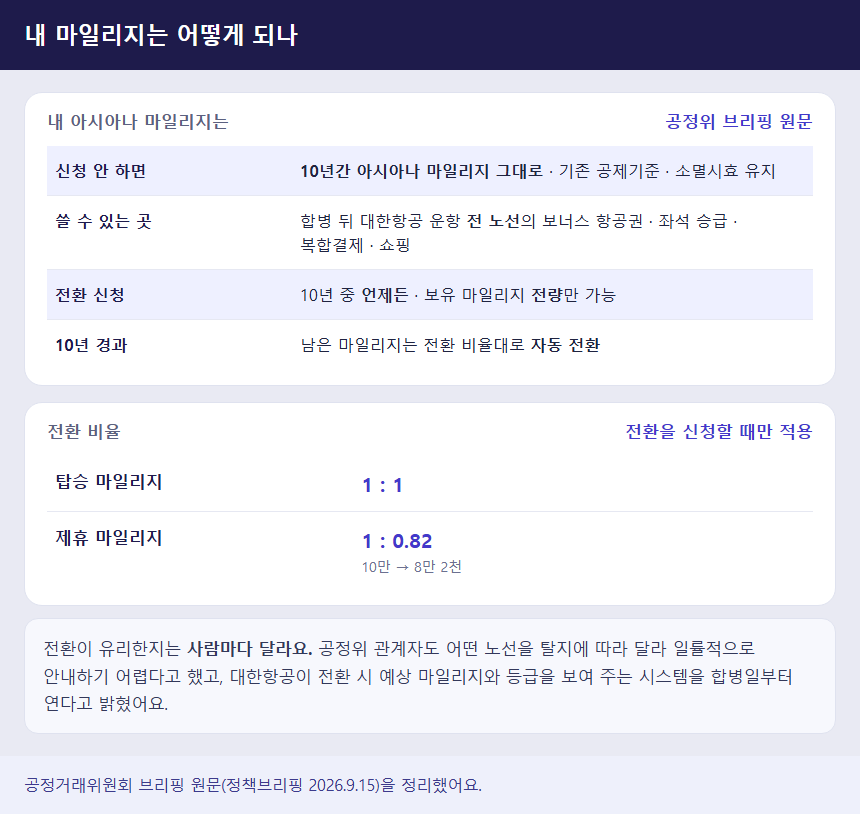 내 마일리지는 어떻게 되나
내 아시아나 마일리지는
공정위 브리핑 원문
신청 안 하면
10년간 아시아나 마일리지 그대로 · 기존 공제기준 · 소멸시효 유지
쓸 수 있는 곳
합병 뒤 대한항공 운항 전 노선의 보너스 항공권 · 좌석 승급 ·
복합결제 · 쇼핑
전환 신청
10년 중 언제든 · 보유 마일리지 전량만 가능
10년 경과
남은 마일리지는 전환 비율대로 자동 전환
전환 비율
전환을 신청할 때만 적용
탑승 마일리지
1 : 1
제휴 마일리지
1 : 0.82
10만 → 8만 2천
전환이 유리한지는 사람마다 달라요. 공정위 관계자도 어떤 노선을 탈지에 따라 달라 일률적으로
안내하기 어렵다고 했고, 대한항공이 전환 시 예상 마일리지와 등급을 보여 주는 시스템을 합병일부터
연다고 밝혔어요.
공정거래위원회 브리핑 원문(정책브리핑 2026.9.15)을 정리했어요.